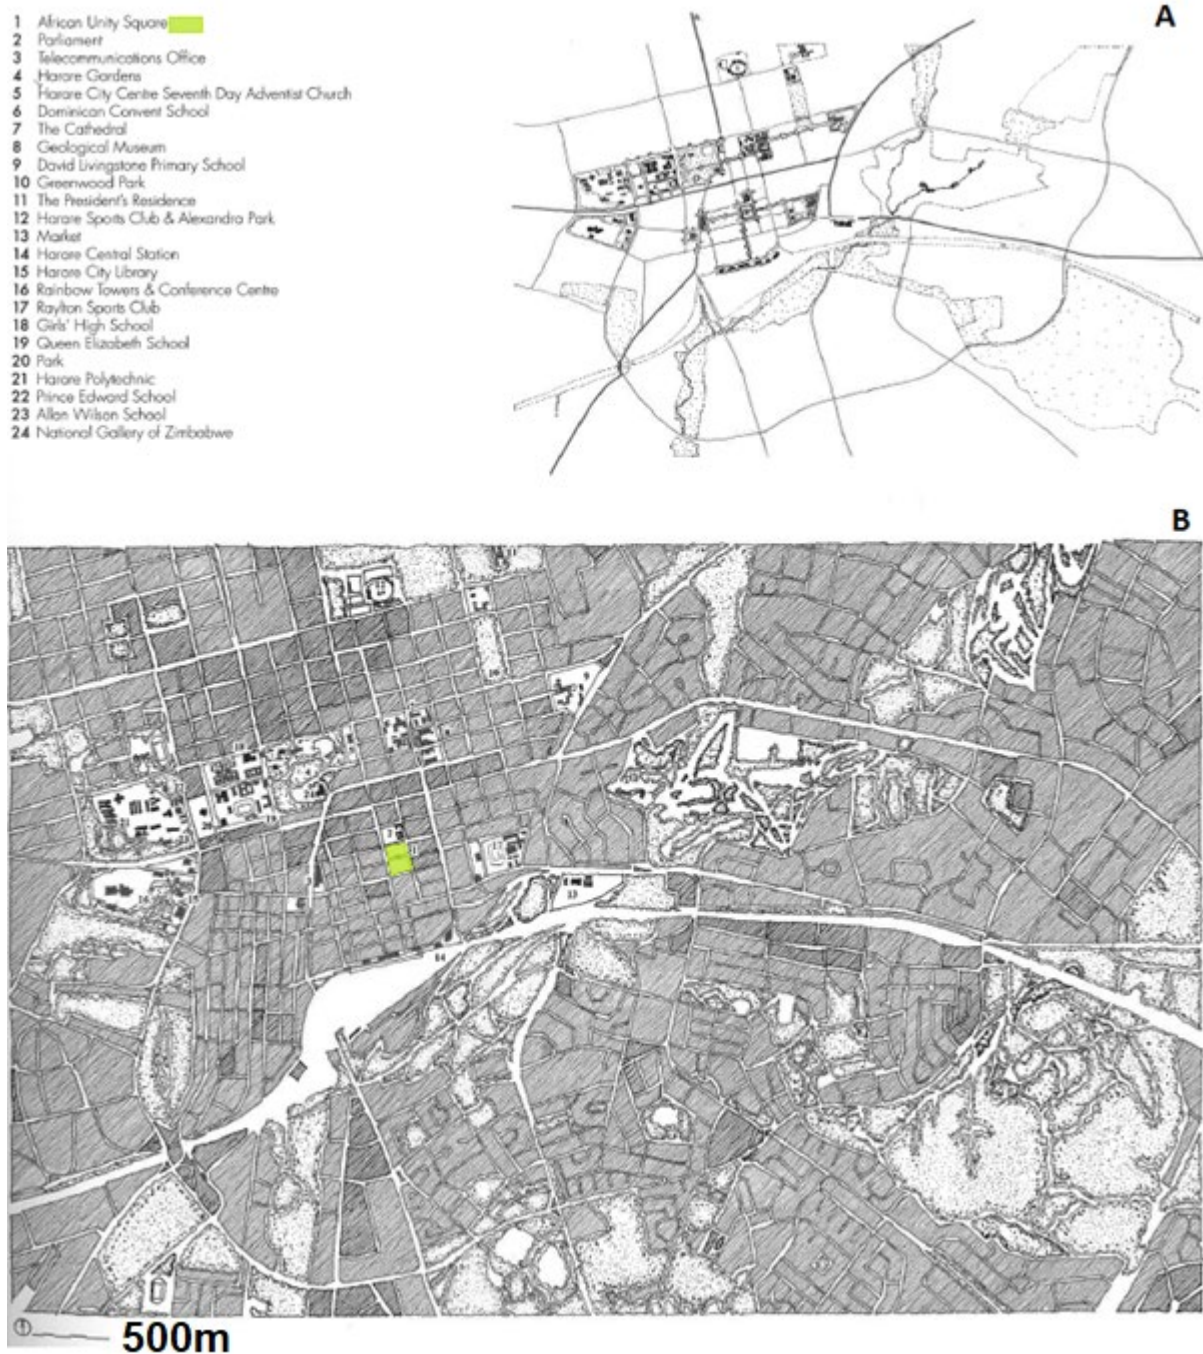 A
1 African Unity Square
2 Parliament
3 Telecommunications Office
4 Harare Gardens
5 Harare City Centre Seventh Day Adventist Church
6 Dominican Convent School
7 The Cathedral
8 Geological Museum
9 David Livingstone Primary School
10 Greenwood Park
11 The President's Residence
12 Harare Sports Club & Alexandra Park
13 Market
14 Harare Central Station
15 Harare City Library
16 Rainbow Towers & Conference Centre
17 Raylton Sports Club
18 Girls' High School
19 Queen Elizabeth School
20 Park
21 Harare Polytechnic
22 Prince Edward School
23 Allan Wilson School
24 National Gallery of Zimbabwe
B
13
14
500m